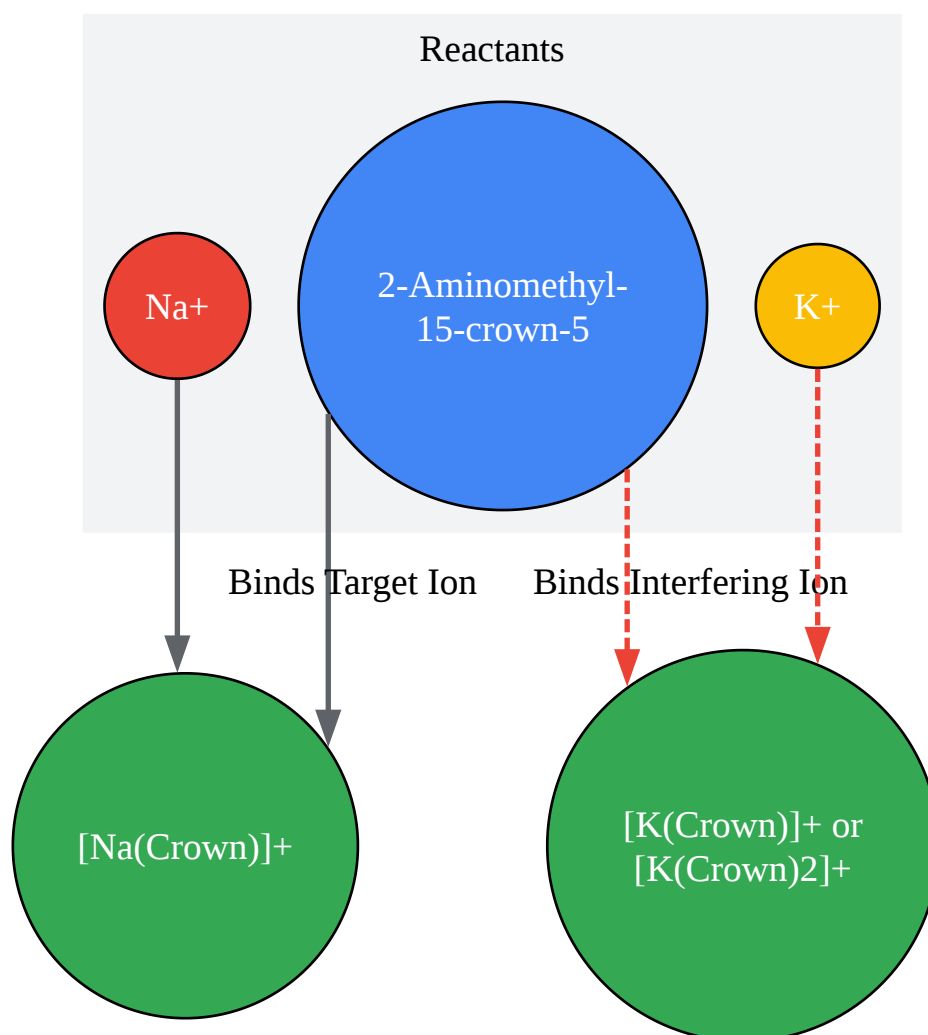 Reactants
Na+
2-Aminomethyl-
15-crown-5
K+
Binds Target Ion
Binds Interfering Ion
[Na(Crown)]+
[K(Crown)]+ or
[K(Crown)2]+